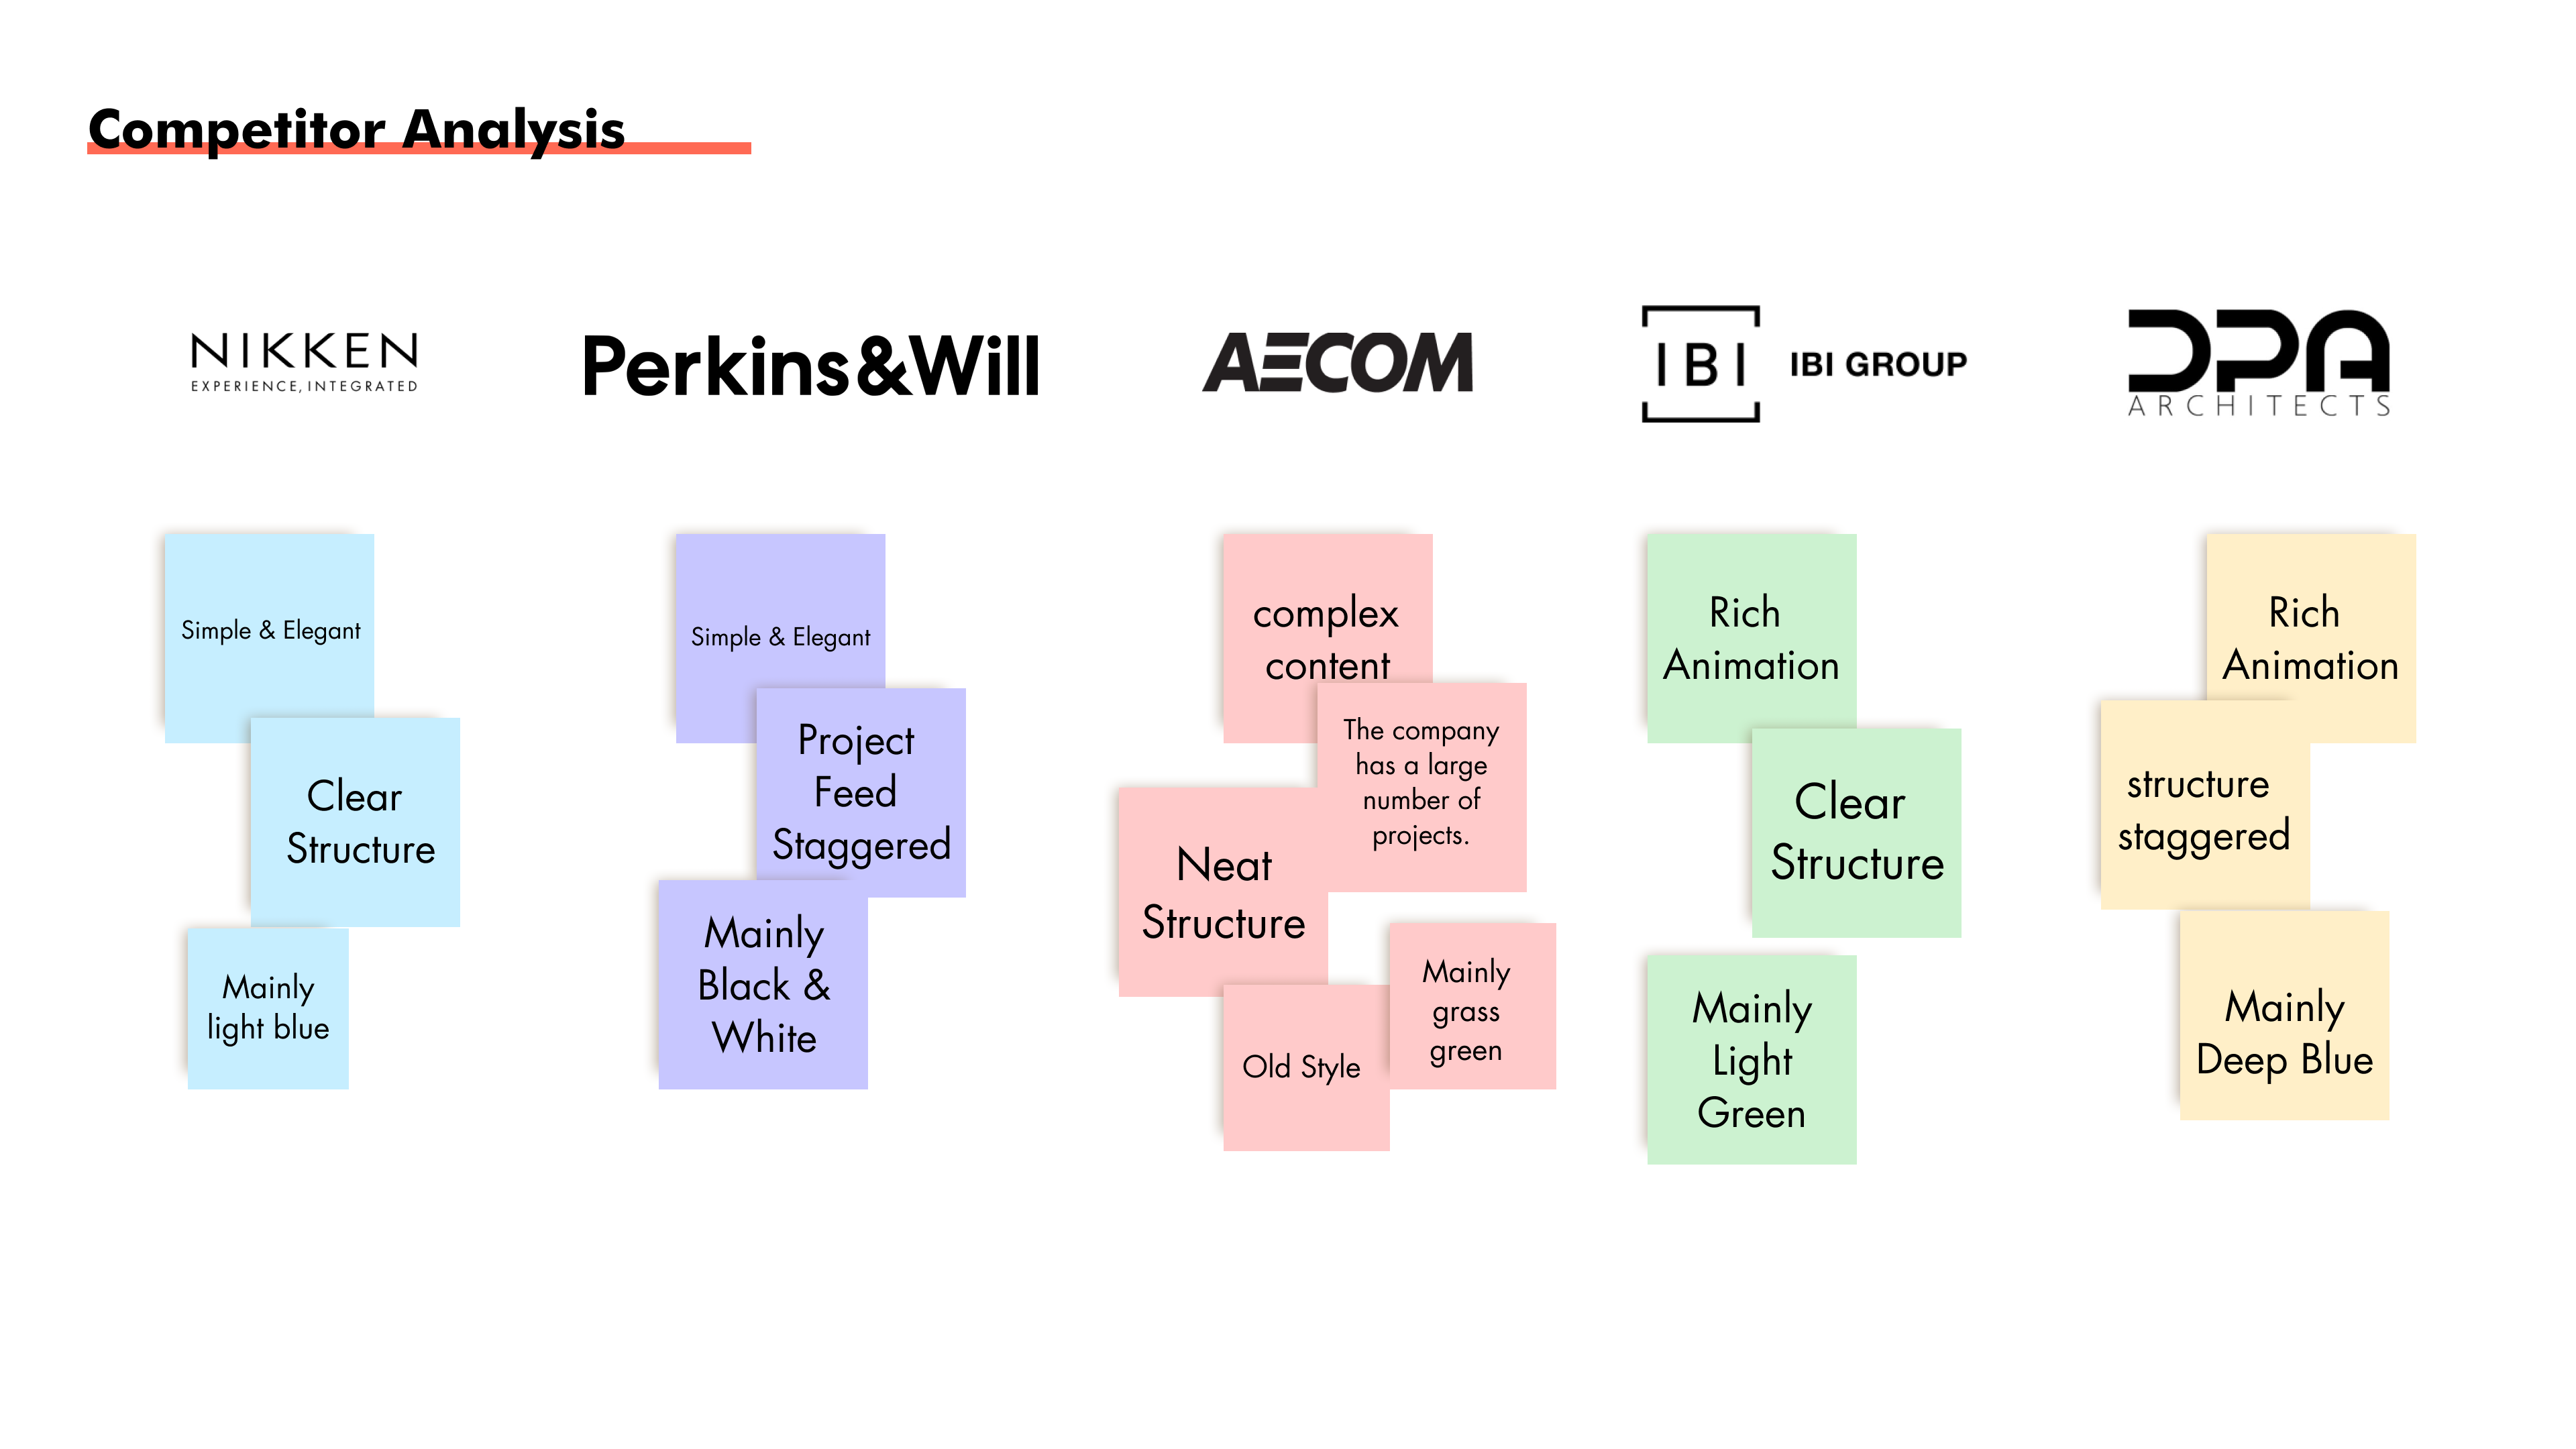 Competitor Analysis
NIKKEN
EXPERIENCE, INTEGRATED
Perkins&Will
AECOM
IBI
IBI GROUP
DPA
ARCHITECTS
Simple & Elegant
Clear
Structure
Mainly
light blue
Simple & Elegant
Project
Feed
Staggered
Mainly
Black &
White
complex
content
The company
has a large
number of
projects.
Neat
Structure
Mainly
grass
green
Old Style
Rich
Animation
Clear
Structure
Mainly
Light
Green
Rich
Animation
structure
staggered
Mainly
Deep Blue